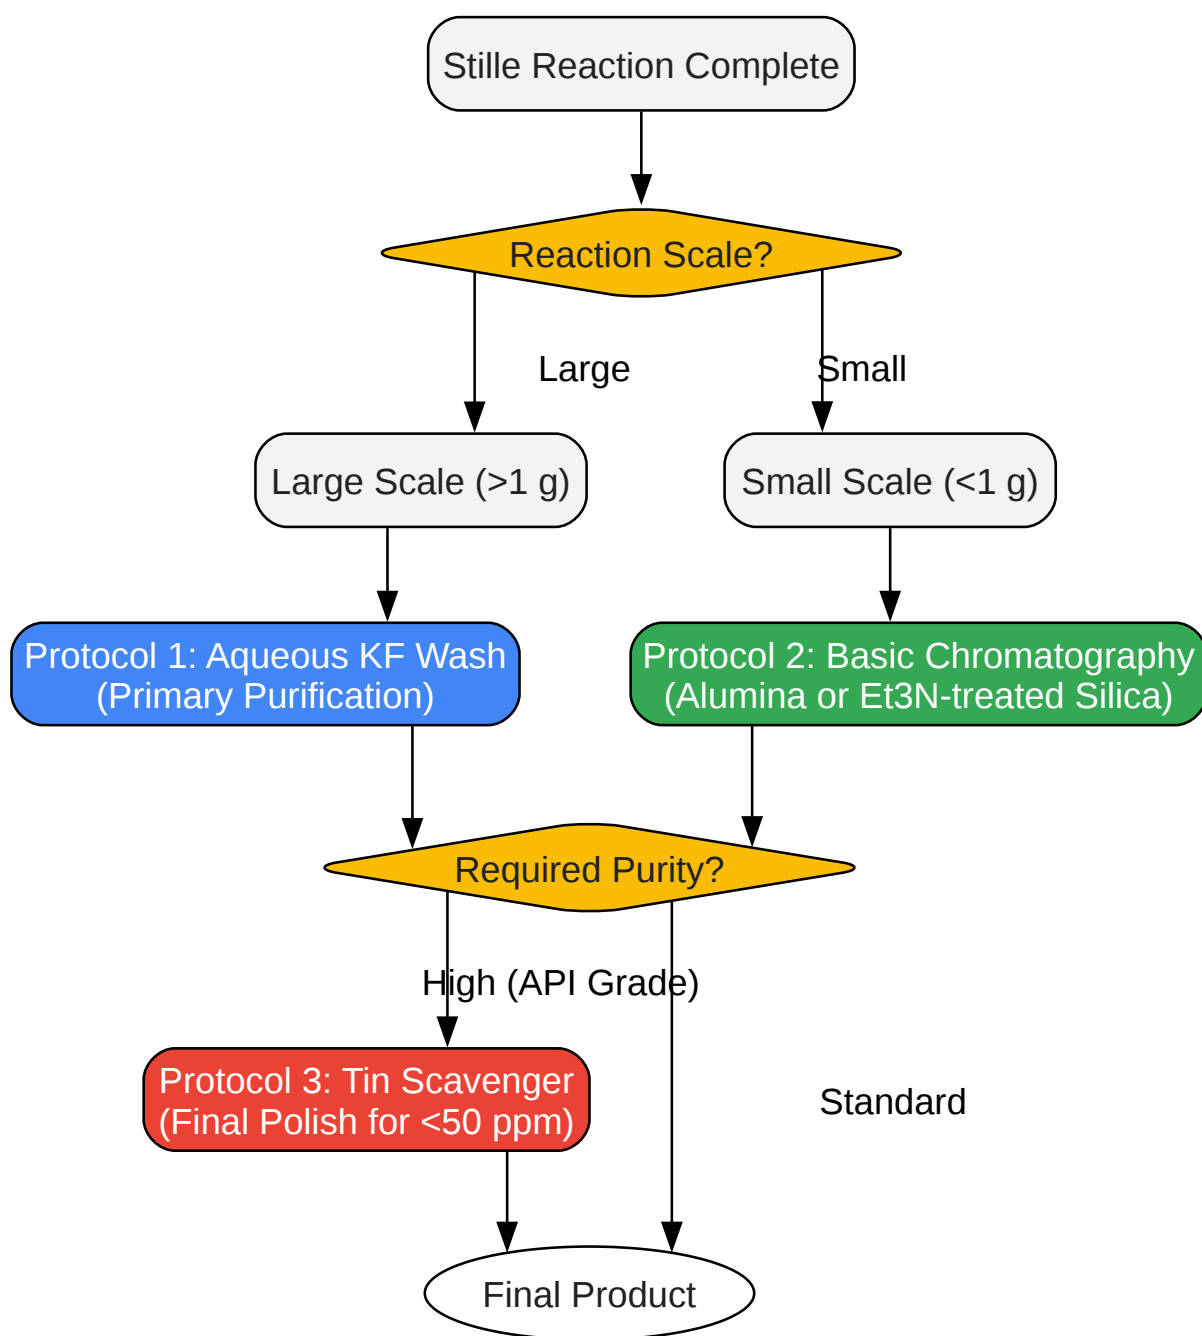 Stille Reaction Complete
Reaction Scale?
Large
Small
Large Scale (>1 g)
Small Scale (<1 g)
Protocol 1: Aqueous KF Wash
(Primary Purification)
Protocol 2: Basic Chromatography
(Alumina or Et3N-treated Silica)
Required Purity?
High (API Grade)
Protocol 3: Tin Scavenger
(Final Polish for <50 ppm)
Standard
Final Product